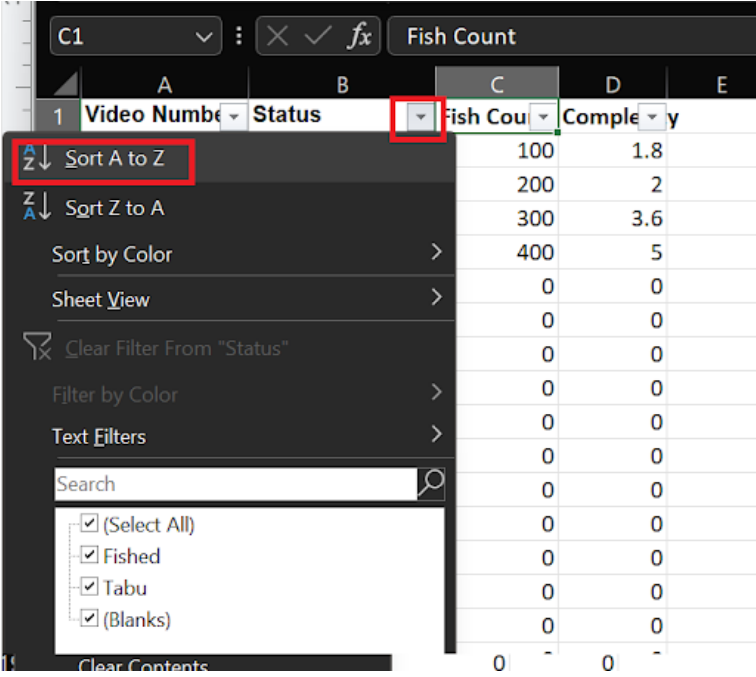 C1 fx Fish Count
A B C D E
1 Video Numbe Status Fish Cou Comple y
Sort A to Z 100 1.8
Sort Z to A 200 2
300 3.6
Sort by Color 400 5
0 0
Sheet View
0 0
Clear Filter From "Status" 0 0
Filter by Color 0 0
Text Filters 0 0
0 0
Search 0 0
(Select All) 0 0
Fished 0 0
Tabu 0 0
(Blanks) 0 0
Clear Contents 0 0